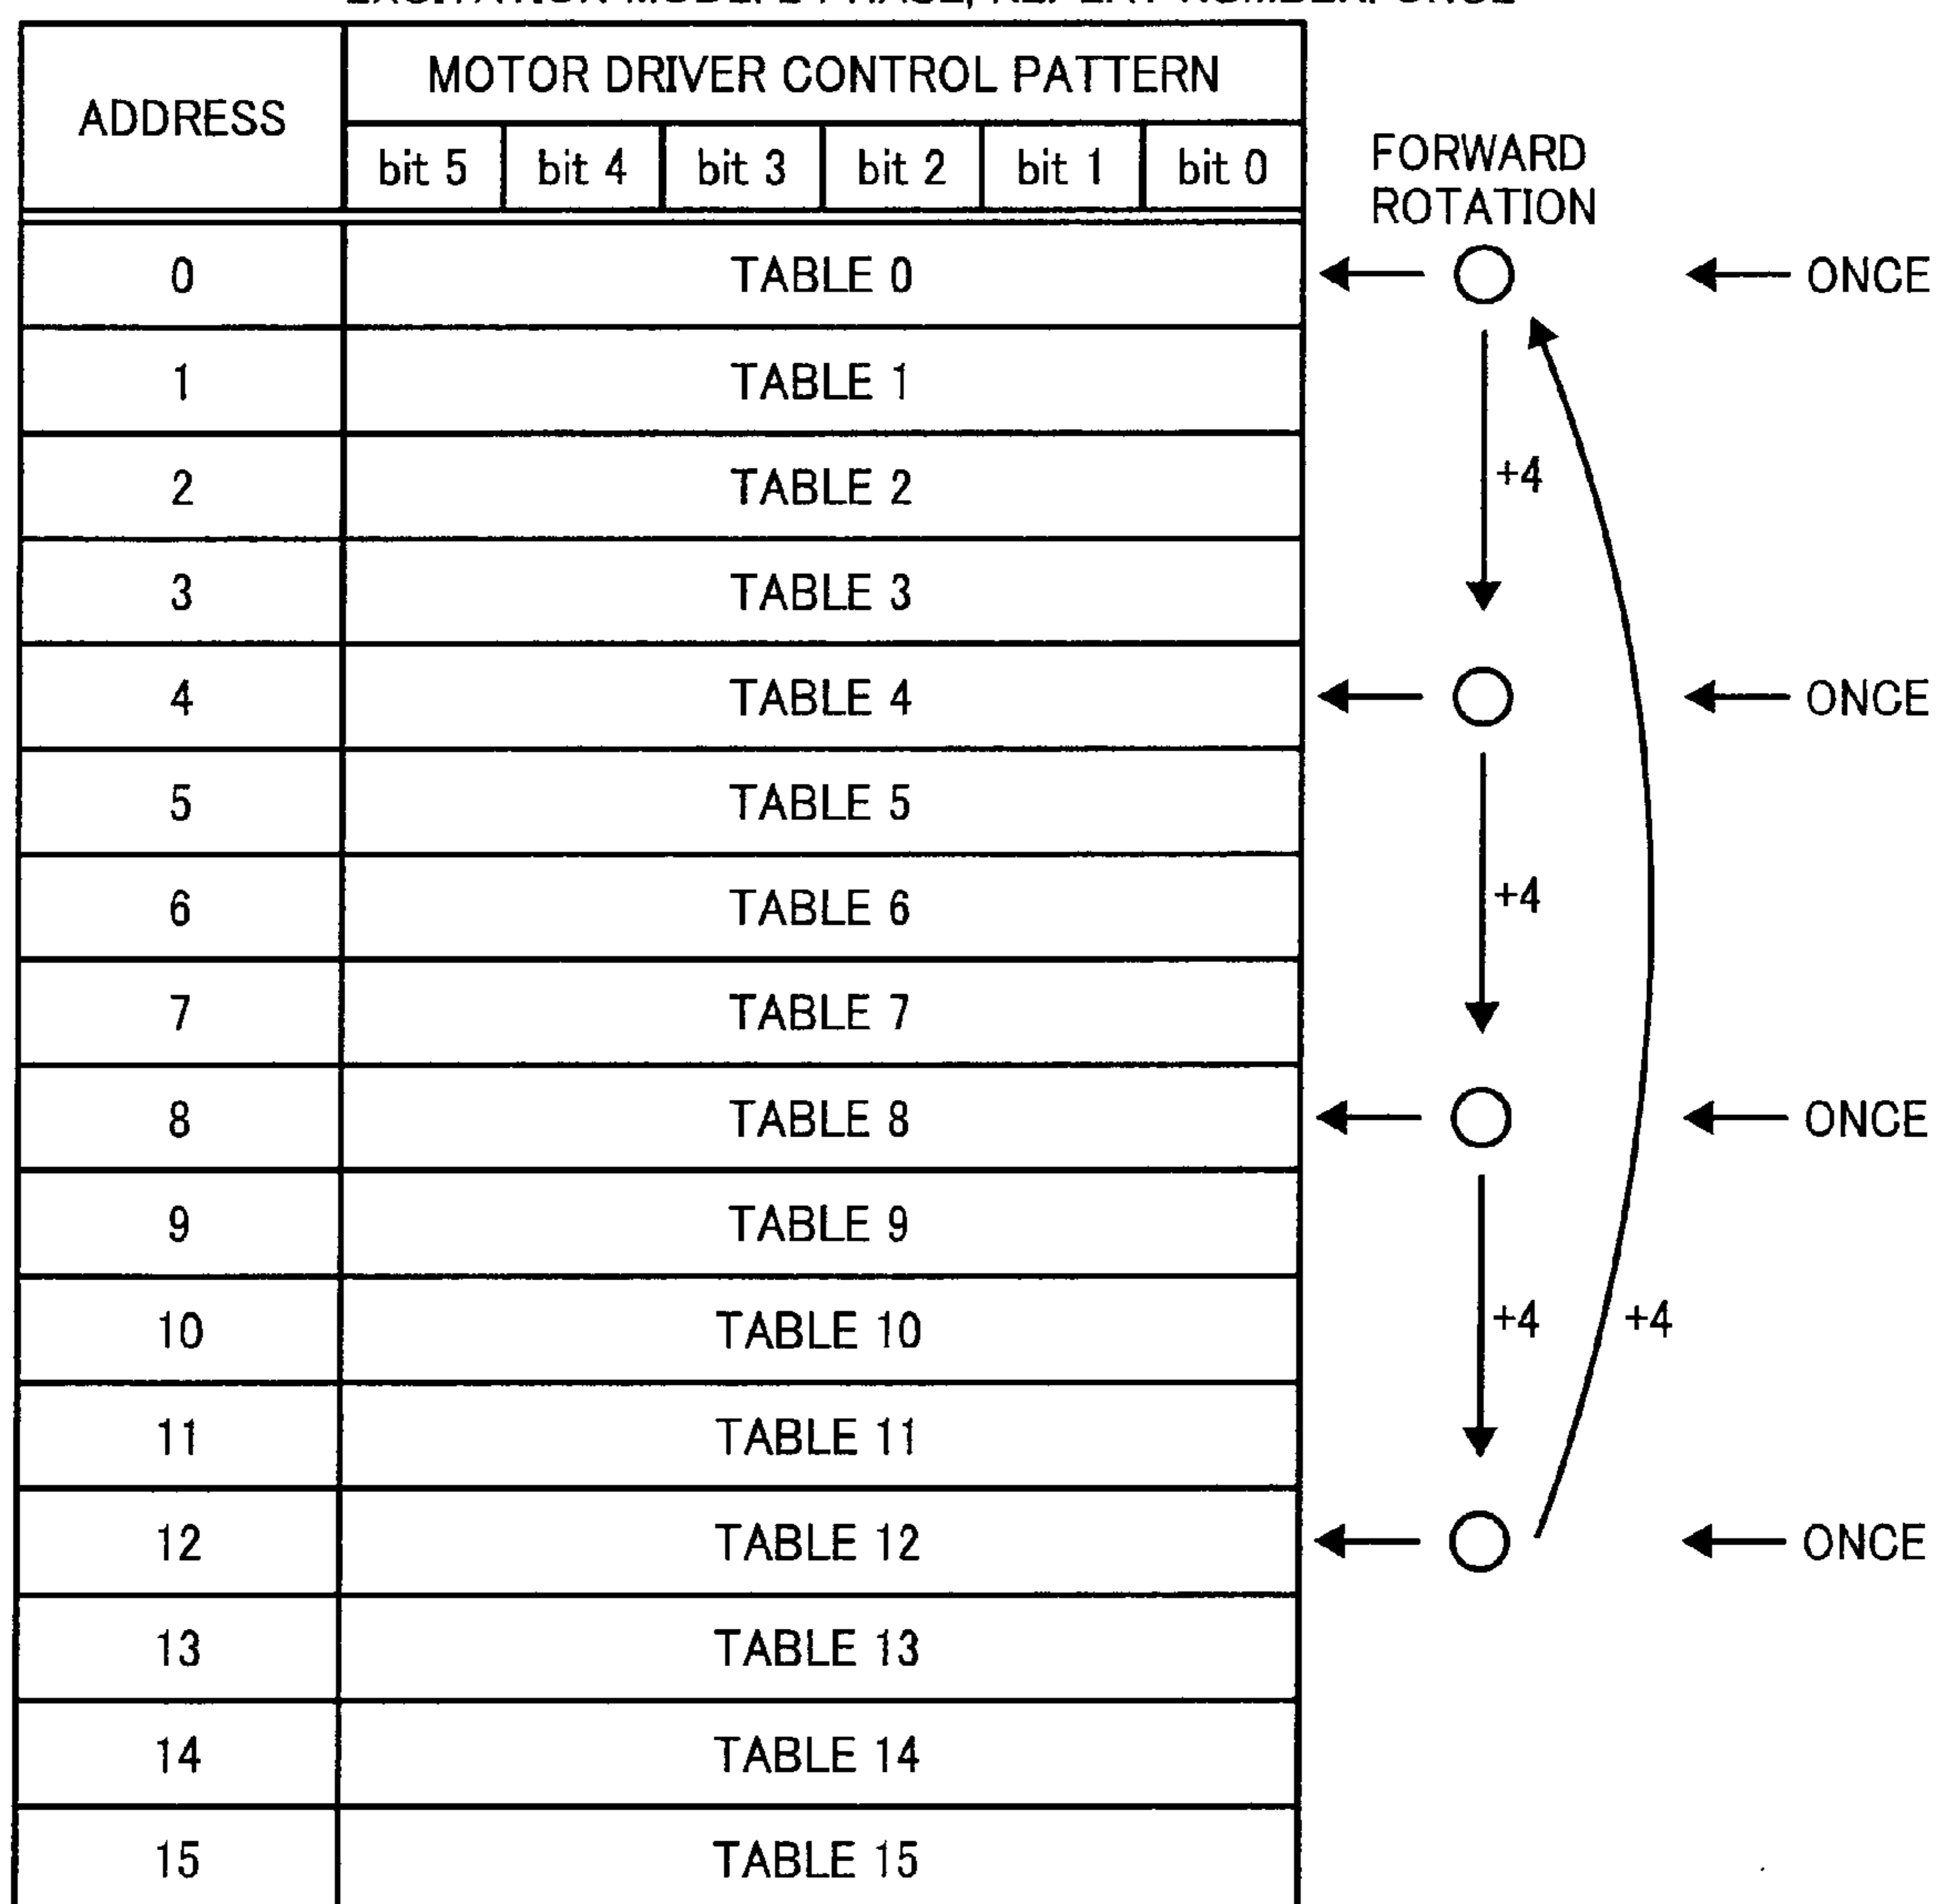 MOTOR DRIVER CONTROL PATTERN
ADDRESS
bit 5 bit 4 bit 3 bit 2 bit 1 bit 0
FORWARD
ROTATION
0 TABLE 0 ONCE
1 TABLE 1
2 TABLE 2 +4
3 TABLE 3
4 TABLE 4 ONCE
5 TABLE 5
6 TABLE 6 +4
7 TABLE 7
8 TABLE 8 ONCE
9 TABLE 9
10 TABLE 10 +4 +4
11 TABLE 11
12 TABLE 12 ONCE
13 TABLE 13
14 TABLE 14
15 TABLE 15